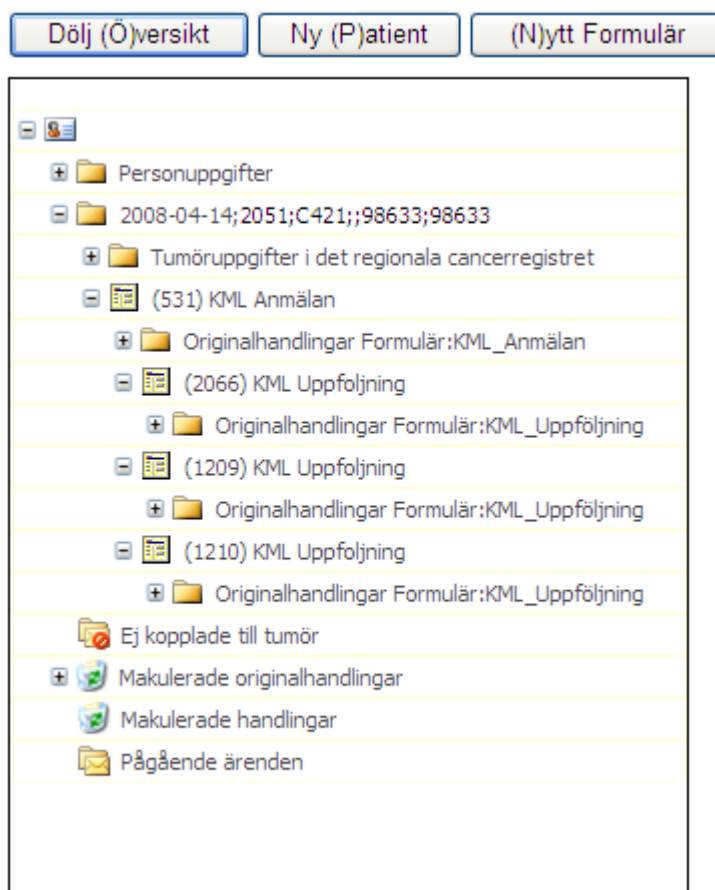 Dölj (Ö)versikt Ny (P)atient (N)ytt Formulär
Personuppgifter
2008-04-14;2051;C421;;98633;98633
Tumöruppgifter i det regionala cancerregistret
(531) KML Anmälan
Originalhandlingar Formulär:KML_Anmälan
(2066) KML Uppfoljning
Originalhandlingar Formulär:KML_Uppföljning
(1209) KML Uppfoljning
Originalhandlingar Formulär:KML_Uppföljning
(1210) KML Uppfoljning
Originalhandlingar Formulär:KML_Uppföljning
Ej kopplade till tumör
Makulerade originalhandlingar
Makulerade handlingar
Pågående ärenden